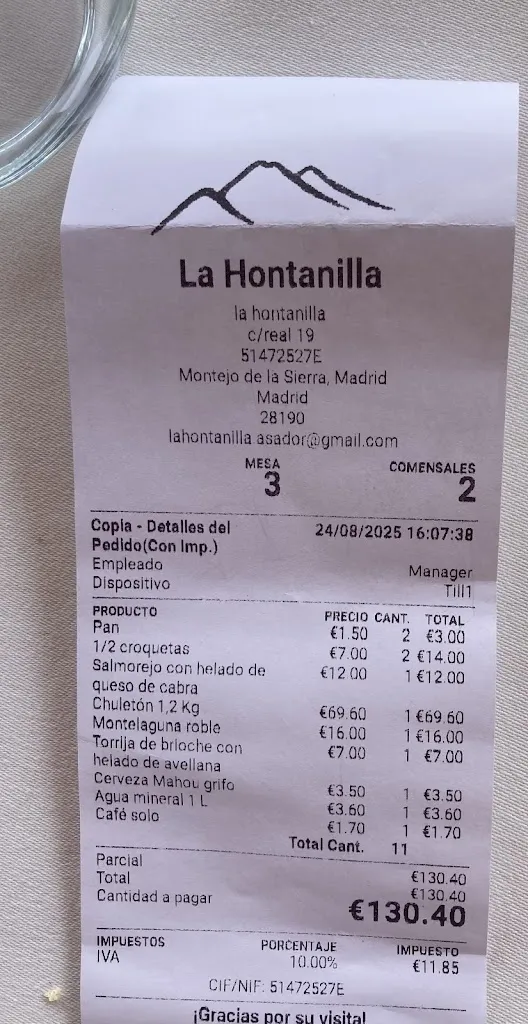 La Hontanilla
la hontanilla
c/real 19
51472527E
Montejo de la Sierra, Madrid
Madrid
28190
lahontanilla.asador@gmail.com
MESA COMENSALES
3 2
Copia - Detalles del 24/08/2025 16:07:38
Pedido(Con Imp.)
Empleado Manager
Dispositivo Till1
PRODUCTO PRECIO CANT. TOTAL
Pan €1.50 2 €3.00
1/2 croquetas €7.00 2 €14.00
Salmorejo con helado de €12.00 1 €12.00
queso de cabra
Chuletón 1,2 Kg €69.60 1 €69.60
Montelaguna roble €16.00 1 €16.00
Torrija de brioche con €7.00 1 €7.00
helado de avellana
Cerveza Mahou grifo €3.50 1 €3.50
Agua mineral 1 L €3.60 1 €3.60
Café solo €1.70 1 €1.70
Total Cant. 11
Parcial €130.40
Total €130.40
Cantidad a pagar €130.40
IMPUESTOS PORCENTAJE IMPUESTO
IVA 10.00% €11.85
CIF/NIF: 51472527E
¡Gracias por su visita!